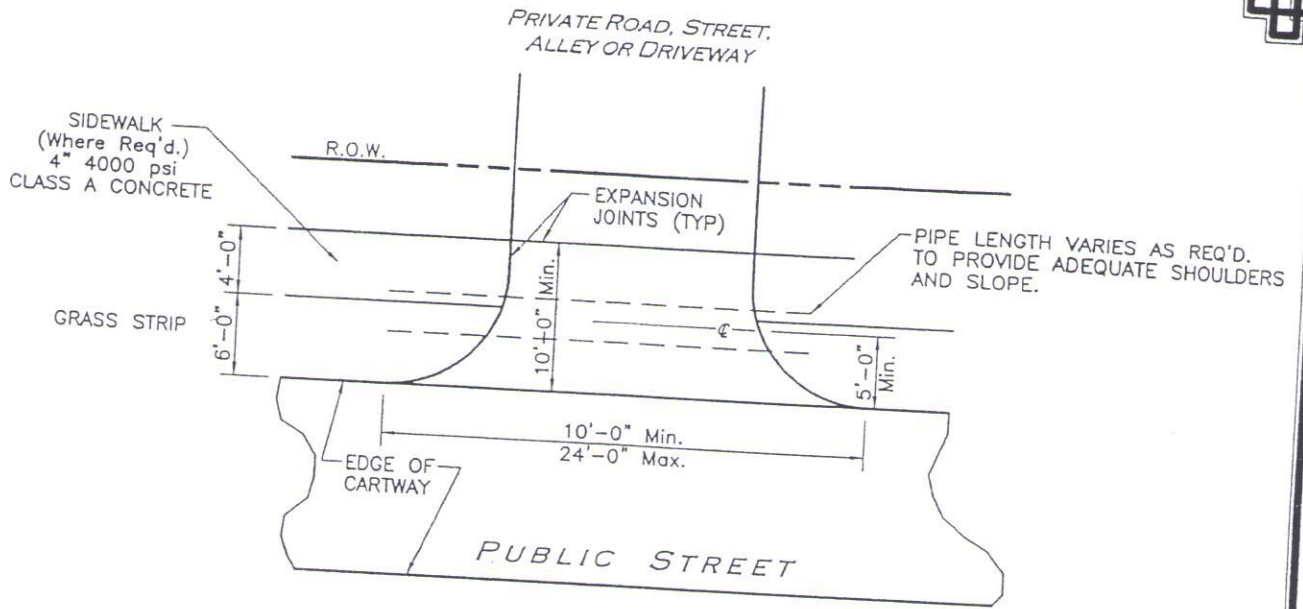 PRIVATE ROAD, STREET,
ALLEY OR DRIVEWAY
SIDEWALK
(Where Req'd.)
4" 4000 psi
CLASS A CONCRETE
R.O.W.
EXPANSION
JOINTS (TYP)
PIPE LENGTH VARIES AS REQ'D.
TO PROVIDE ADEQUATE SHOULDERS
AND SLOPE.
4'-0"
GRASS STRIP
6'-0"
10'-0" Min.
℄
5'-0"
Min.
10'-0" Min.
24'-0" Max.
EDGE OF
CARTWAY
PUBLIC STREET